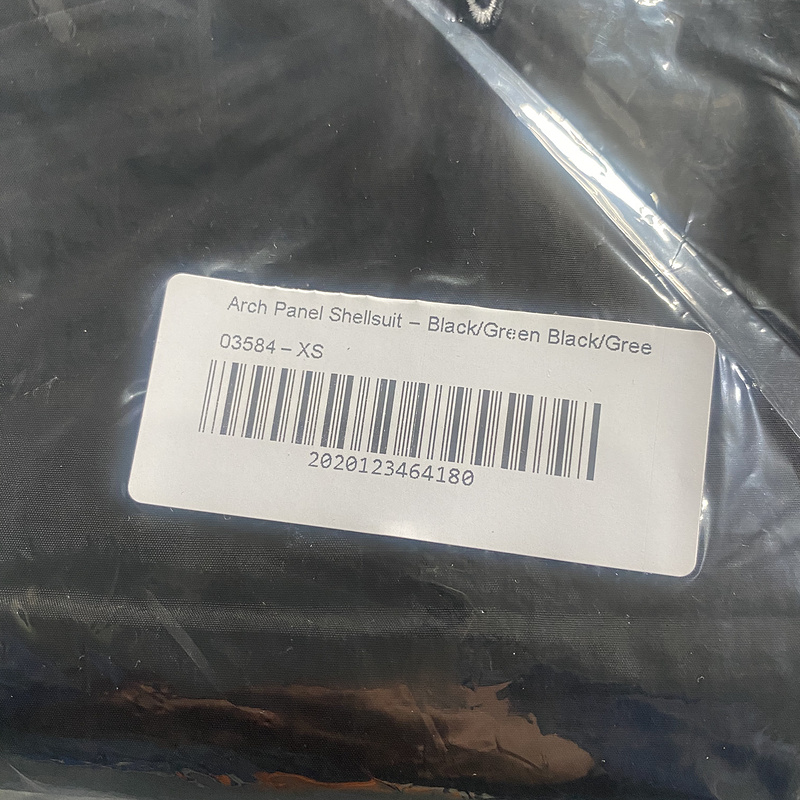 Arch Panel Shellsuit – Black/Green Black/Gree
03584 – XS
2020123464180